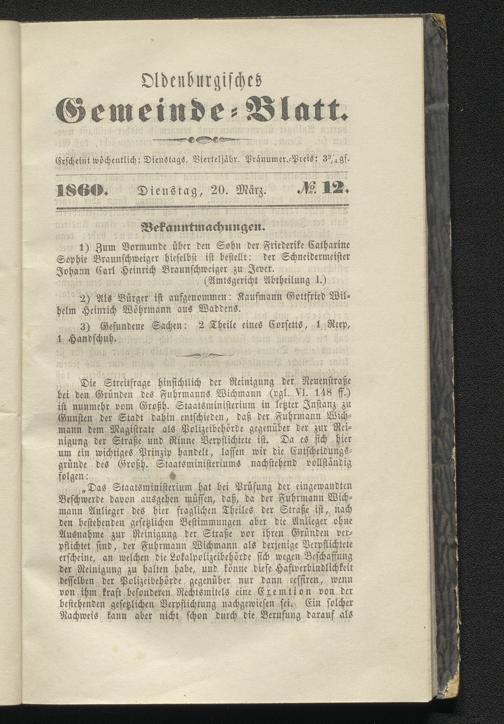 Oldenburgisches
Gemeinde-Blatt.
Erscheint wöchentlich: Dienstags. Vierteljähr. Pränumer.-Preis: 3¾ gs.
1860. Dienstag, 20. März. № 12.
Bekanntmachungen.
1) Zum Vormunde über den Sohn der Friederike Catharine
Sophie Braunschweiger hieselbst ist bestellt: der Schneidermeister
Johann Carl Heinrich Braunschweiger zu Jever.
(Amtsgericht Abtheilung I.)
2) Als Bürger ist aufgenommen: Kaufmann Gottfried Wil-
helm Heinrich Wöhrmann aus Waddens.
3) Gefundene Sachen: 2 Theile eines Corsetts, 1 Reep,
1 Handschuh.
Die Streitfrage hinsichtlich der Reinigung der Neuenstraße
bei den Gründen des Fuhrmanns Wichmann (vgl. VI. 148 ff.)
ist nunmehr vom Großh. Staatsministerium in letzter Instanz zu
Gunsten der Stadt dahin entschieden, daß der Fuhrmann Wich-
mann dem Magistrate als Polizeibehörde gegenüber der zur Rei-
nigung der Straße und Rinne Verpflichtete ist. Da es sich hier
um ein wichtiges Prinzip handelt, lassen wir die Entscheidungs-
gründe des Großh. Staatsministeriums nachstehend vollständig
folgen:
„Das Staatsministerium hat bei Prüfung der eingewandten
Beschwerde davon ausgehen müssen, daß, da der Fuhrmann Wich-
mann Anlieger des hier fraglichen Theiles der Straße ist, nach
den bestehenden gesetzlichen Bestimmungen aber die Anlieger ohne
Ausnahme zur Reinigung der Straße vor ihren Gründen ver-
pflichtet sind, der Fuhrmann Wichmann als derjenige Verpflichtete
erscheine, an welchen die Lokalpolizeibehörde sich wegen Beschaffung
der Reinigung zu halten habe, und könne diese Haftverbindlichkeit
desselben der Polizeibehörde gegenüber nur dann cessiren, wenn
von ihm kraft besonderen Rechtsmitels eine Exemtion von der
bestehenden gesetzlichen Verpflichtung nachgewiesen sei. Ein solcher
Nachweis kann aber nicht schon durch die Berufung darauf als